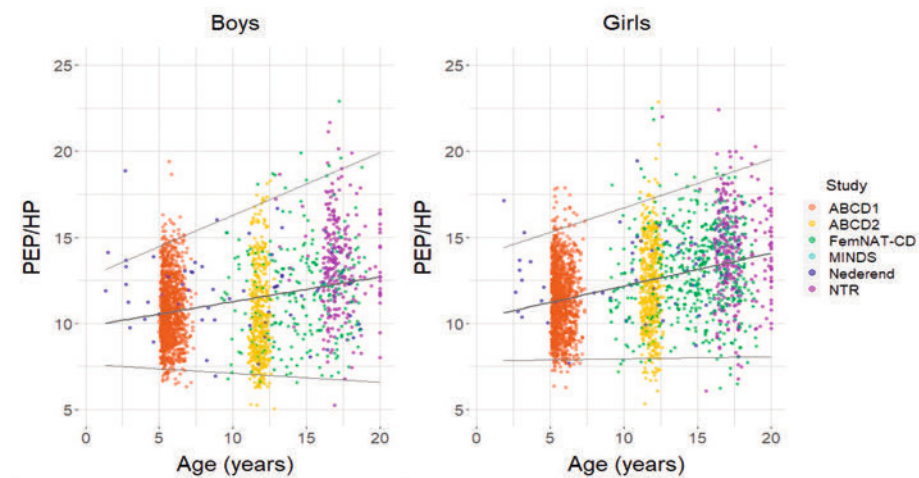 Boys
Girls
PEP/HP
25
20
15
10
5
0
5
10
15
20
Age (years)
PEP/HP
25
20
15
10
5
0
5
10
15
20
Age (years)
Study
ABCD1
ABCD2
FemNAT-CD
MINDS
Nederend
NTR